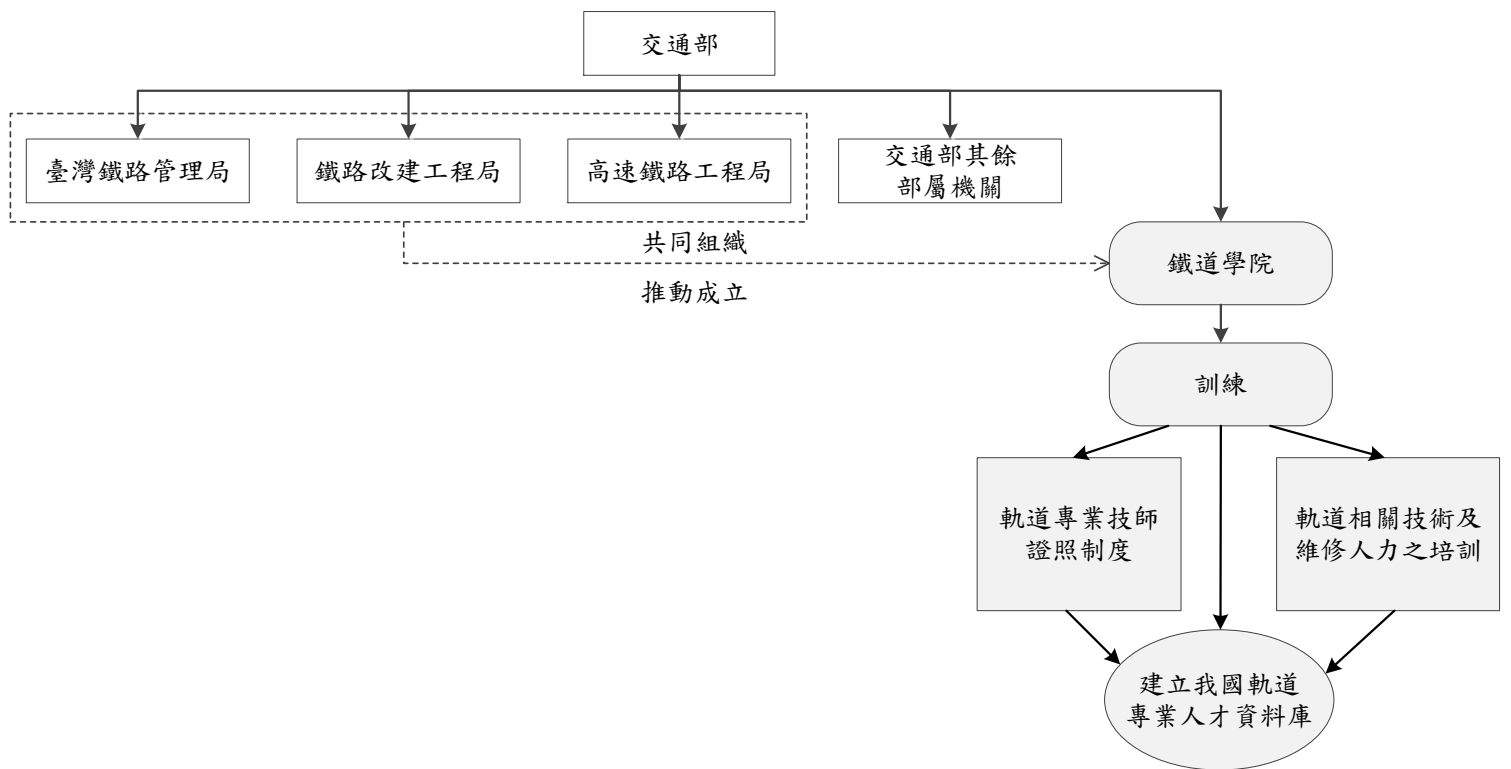 交通部
臺灣鐵路管理局
鐵路改建工程局
高速鐵路工程局
交通部其餘
部屬機關
共同組織
推動成立
鐵道學院
訓練
軌道專業技師
證照制度
軌道相關技術及
維修人力之培訓
建立我國軌道
專業人才資料庫